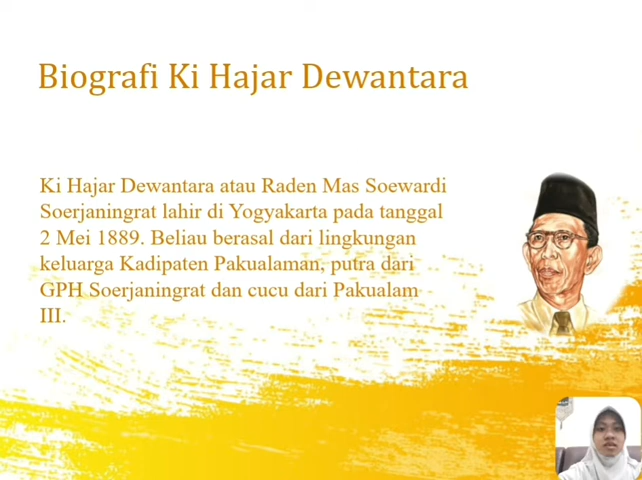 Biografi Ki Hajar Dewantara
Ki Hajar Dewantara atau Raden Mas Soewardi
Soerjaningrat lahir di Yogyakarta pada tanggal
2 Mei 1889. Beliau berasal dari lingkungan
keluarga Kadipaten Pakualaman, putra dari
GPH Soerjaningrat dan cucu dari Pakualam
III.